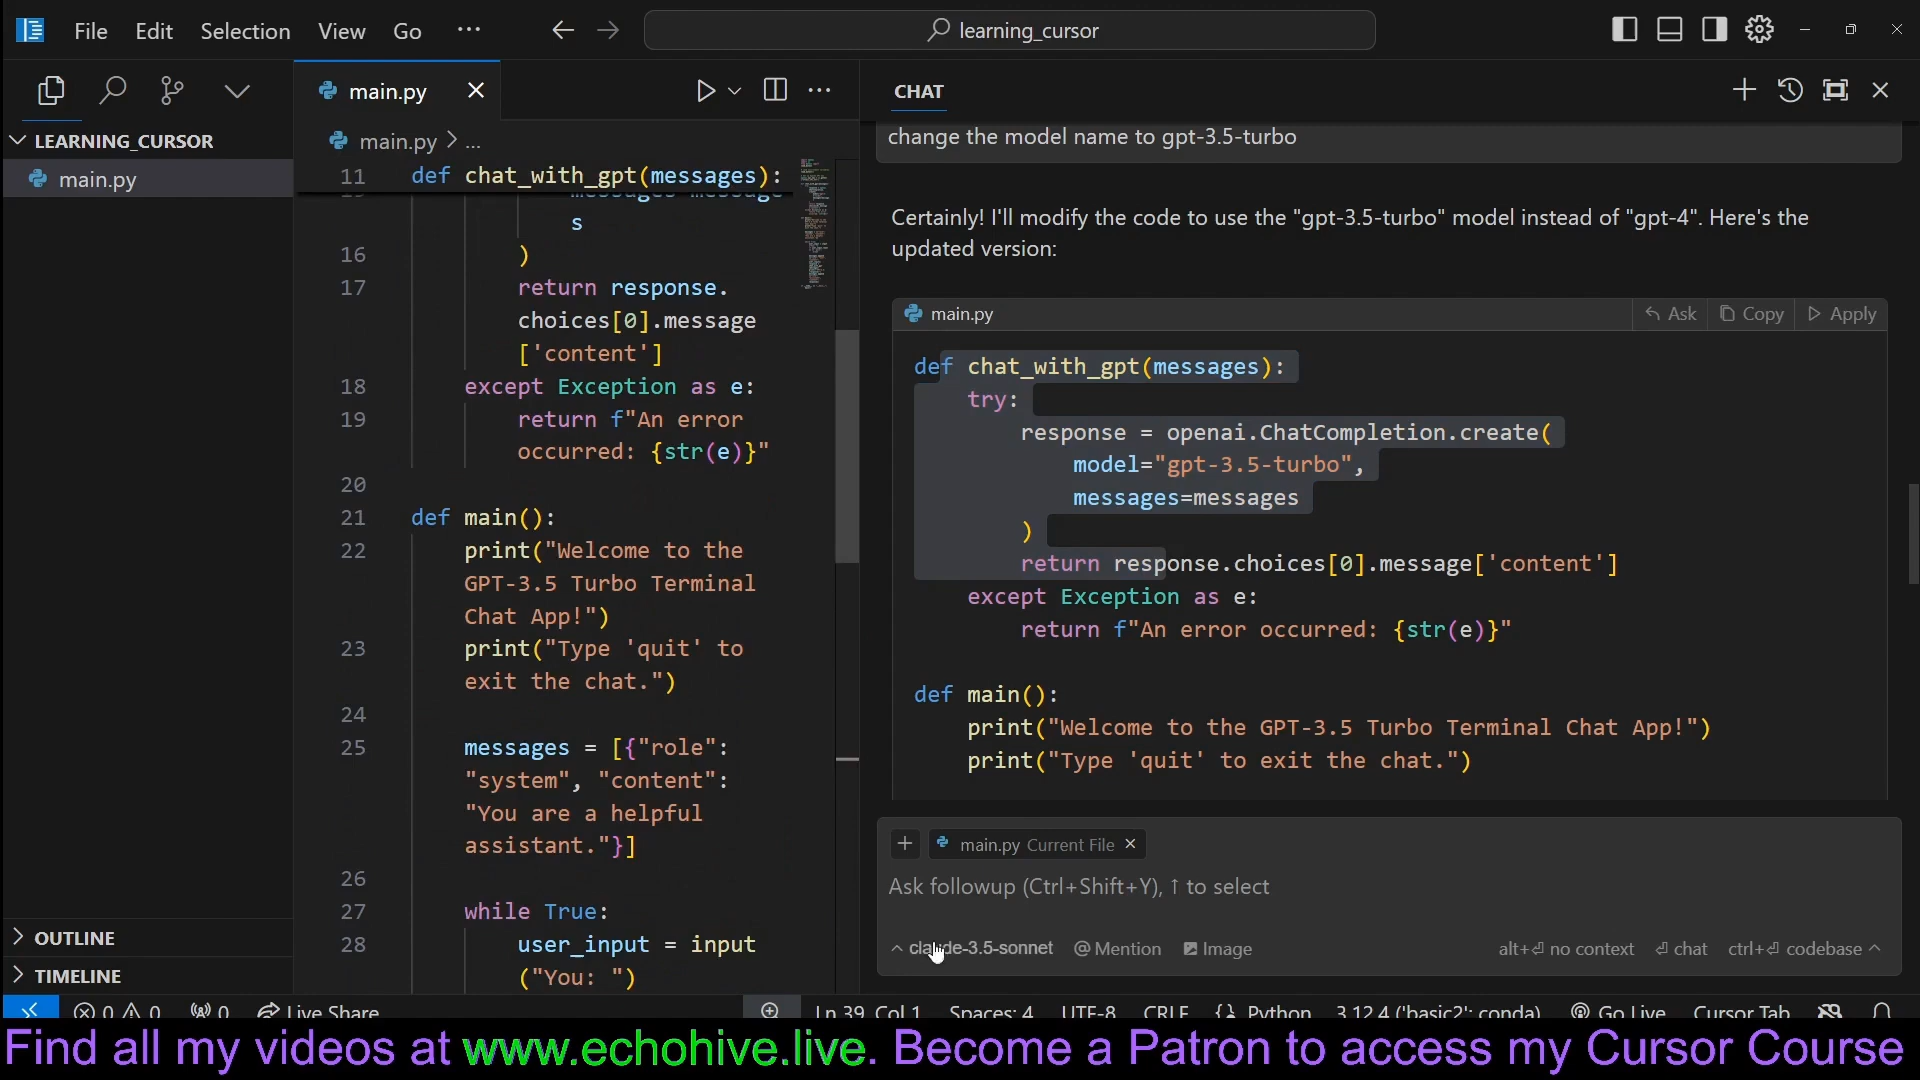 File Edit Selection View Go ···
learning_cursor
LEARNING_CURSOR
main.py
OUTLINE
TIMELINE
main.py
main.py > ...
11 def chat_with_gpt(messages):
s
16 )
17 return response.
choices[0].message
['content']
18 except Exception as e:
19 return f"An error
occurred: {str(e)}"
20
21 def main():
22 print("Welcome to the
GPT-3.5 Turbo Terminal
Chat App!")
23 print("Type 'quit' to
exit the chat.")
24
25 messages = [{"role":
"system", "content":
"You are a helpful
assistant."}]
26
27 while True:
28 user_input = input
("You: ")
CHAT
change the model name to gpt-3.5-turbo
Certainly! I'll modify the code to use the "gpt-3.5-turbo" model instead of "gpt-4". Here's the
updated version:
main.py Ask Copy Apply
def chat_with_gpt(messages):
try:
response = openai.ChatCompletion.create(
model="gpt-3.5-turbo",
messages=messages
)
return response.choices[0].message['content']
except Exception as e:
return f"An error occurred: {str(e)}"
def main():
print("Welcome to the GPT-3.5 Turbo Terminal Chat App!")
print("Type 'quit' to exit the chat.")
+ main.py Current File
Ask followup (Ctrl+Shift+Y), ↑ to select
claude-3.5-sonnet @ Mention Image alt+⏎ no context ⏎ chat ctrl+⏎ codebase
0 0 0 Live Share Ln 39, Col 1 Spaces: 4 UTF-8 CRLF {} Python 3.12.4 ('basic2': conda) Go Live Cursor Tab
Find all my videos at www.echohive.live. Become a Patron to access my Cursor Course